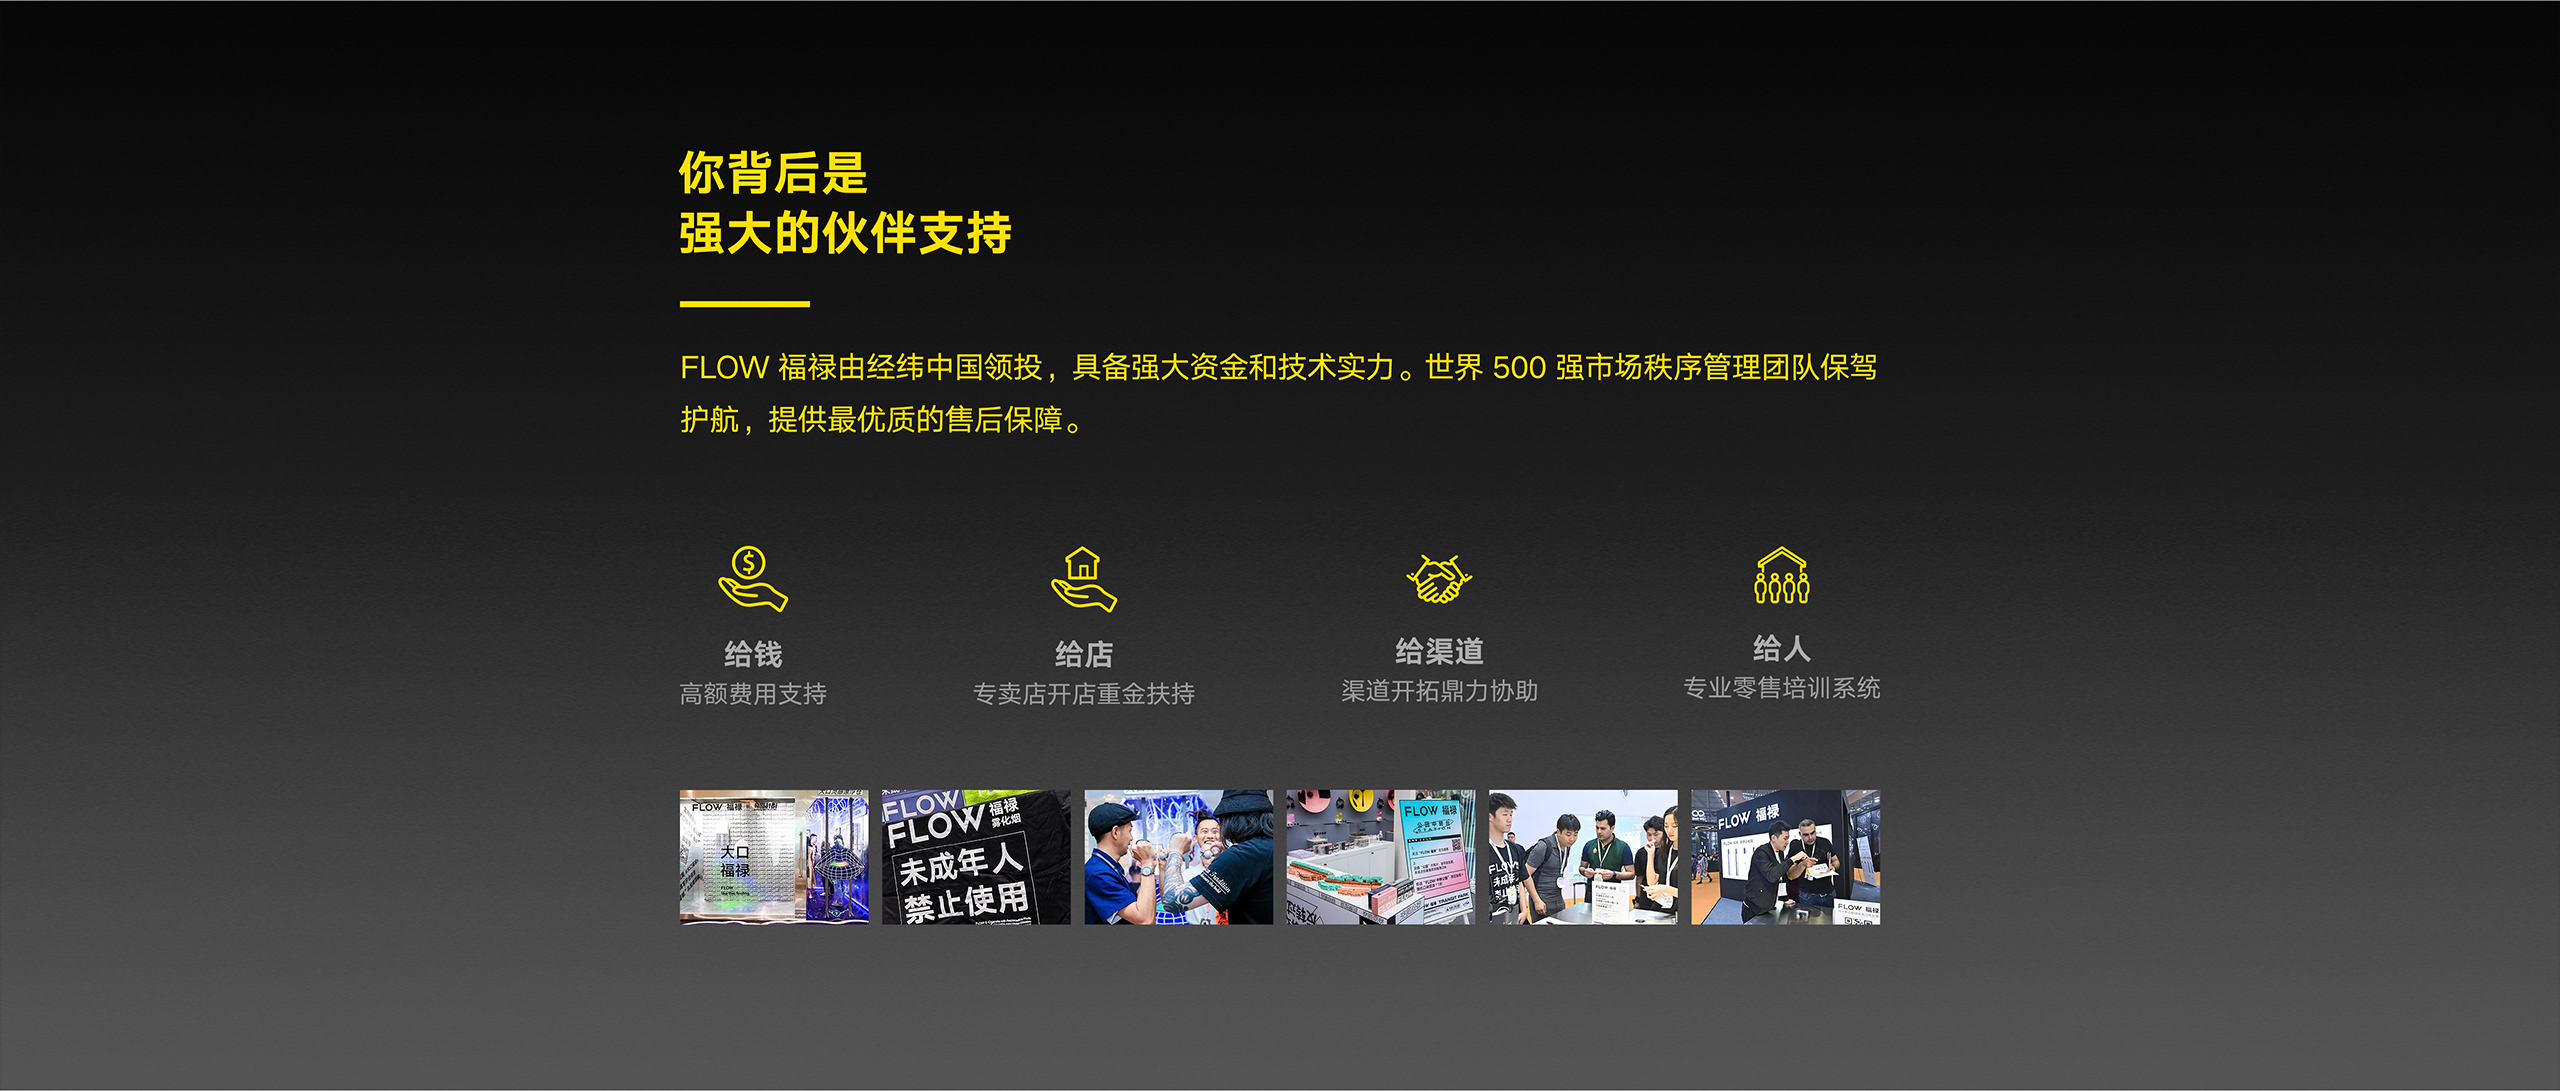 你背后是
强大的伙伴支持
FLOW 福禄由经纬中国领投，具备强大资金和技术实力。世界 500 强市场秩序管理团队保驾
护航，提供最优质的售后保障。
给钱
高额费用支持
给店
专卖店开店重金扶持
给渠道
渠道开拓鼎力协助
给人
专业零售培训系统
FLOW 福禄
大口
福禄
FLOW
FLOW
FLOW 福禄
雾化烟
未成年人
禁止使用
FLOW 福禄
FLOW
FLOW 福禄
FLOW 福禄
FLOW 福禄